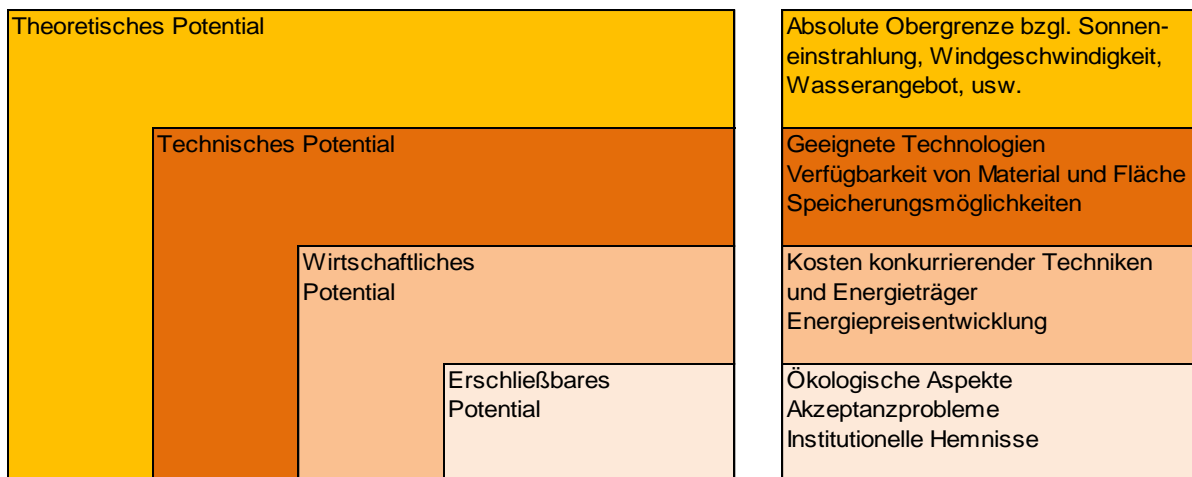 Theoretisches Potential
Absolute Obergrenze bzgl. Sonnen-
einstrahlung, Windgeschwindigkeit,
Wasserangebot, usw.
Technisches Potential
Geeignete Technologien
Verfügbarkeit von Material und Fläche
Speicherungsmöglichkeiten
Wirtschaftliches
Potential
Kosten konkurrierender Techniken
und Energieträger
Energiepreisentwicklung
Erschließbares
Potential
Ökologische Aspekte
Akzeptanzprobleme
Institutionelle Hemnisse